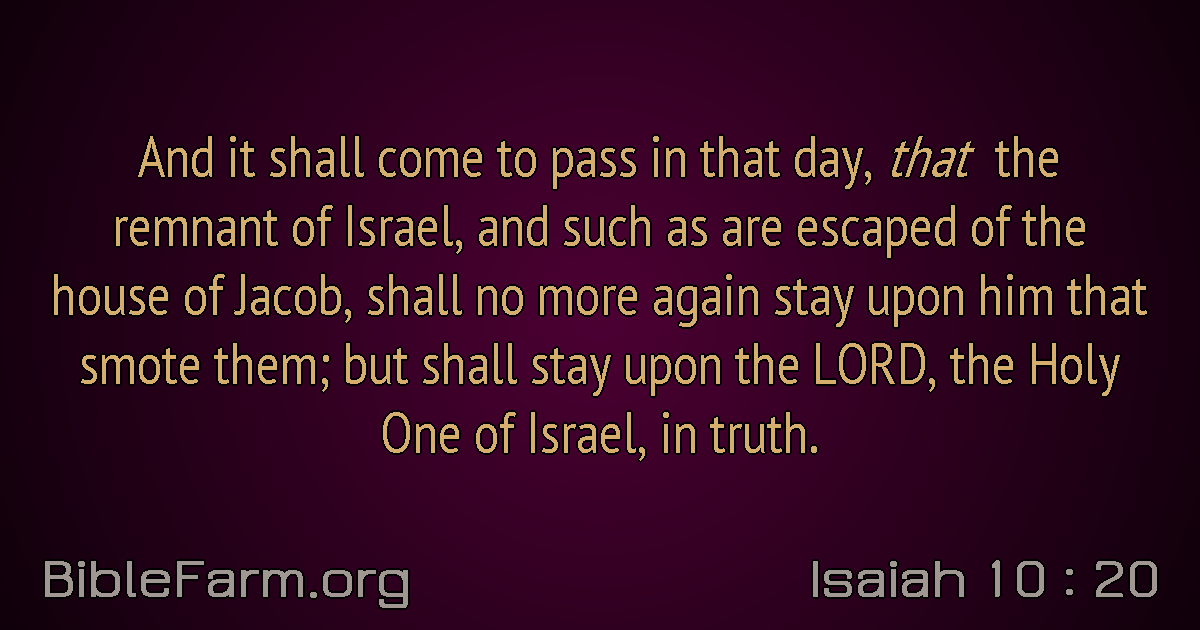 And it shall come to pass in that day, that the
remnant of Israel, and such as are escaped of the
house of Jacob, shall no more again stay upon him that
smote them; but shall stay upon the LORD, the Holy
One of Israel, in truth.
BibleFarm.org
Isaiah 10 : 20